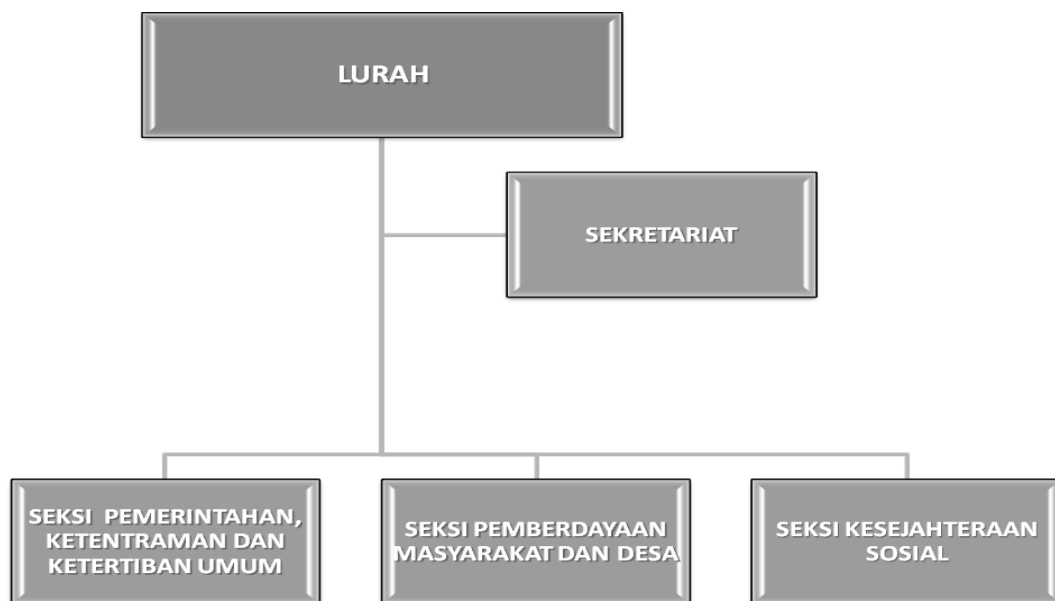 LURAH
SEKRETARIAT
SEKSI PEMERINTAHAN,
KETENTRAMAN DAN
KETERTIBAN UMUM
SEKSI PEMBERDAYAAN
MASYARAKAT DAN DESA
SEKSI KESEJAHTERAAN
SOSIAL